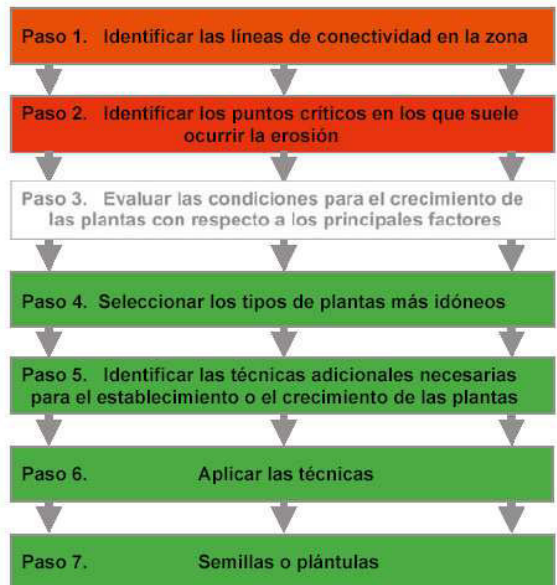 Paso 1. Identificar las líneas de conectividad en la zona
Paso 2. Identificar los puntos críticos en los que suele
ocurrir la erosión
Paso 3. Evaluar las condiciones para el crecimiento de
las plantas con respecto a los principales factores
Paso 4. Seleccionar los tipos de plantas más idóneos
Paso 5. Identificar las técnicas adicionales necesarias
para el establecimiento o el crecimiento de las plantas
Paso 6. Aplicar las técnicas
Paso 7. Semillas o plántulas